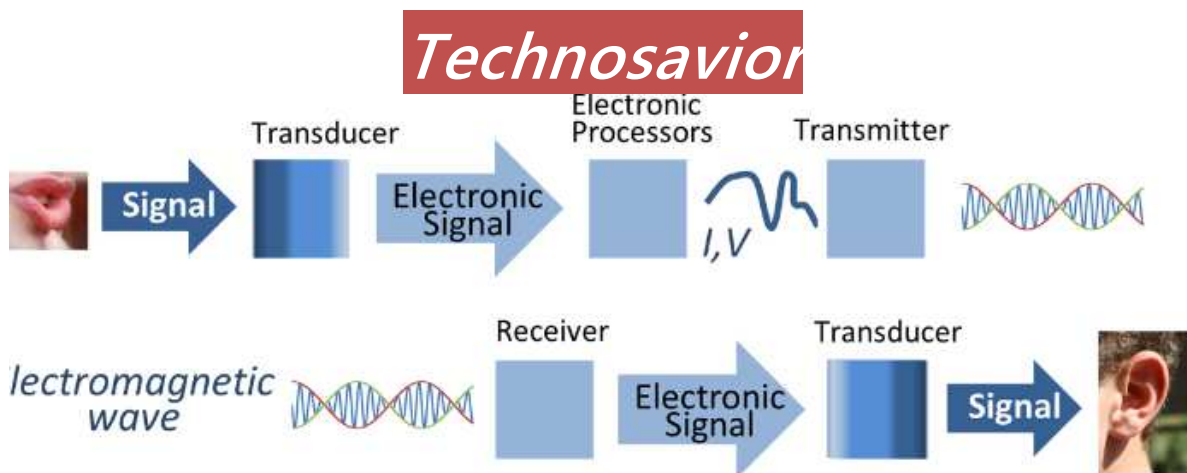 Technosavior
Electronic
Processors
Transducer
Transmitter
Signal
Electronic
Signal
I,V
Receiver
Transducer
lectromagnetic
wave
Electronic
Signal
Signal